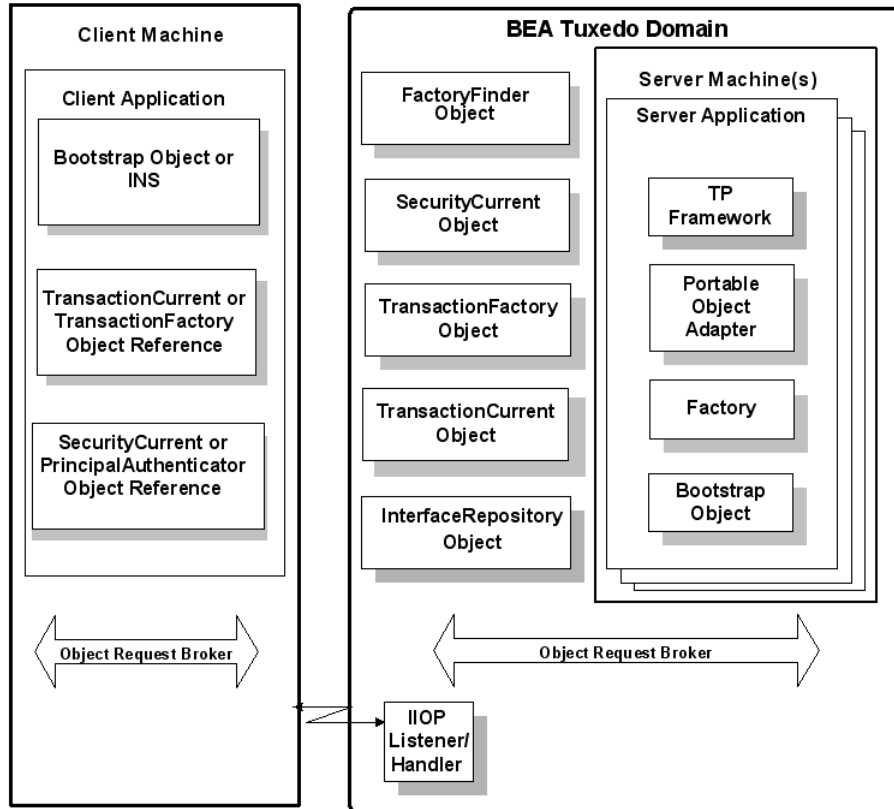 Client Machine
Client Application
Bootstrap Object or
INS
TransactionCurrent or
TransactionFactory
Object Reference
SecurityCurrent or
PrincipalAuthenticator
Object Reference
Object Request Broker
BEA Tuxedo Domain
FactoryFinder
Object
SecurityCurrent
Object
TransactionFactory
Object
TransactionCurrent
Object
InterfaceRepository
Object
Server Machine(s)
Server Application
TP
Framework
Portable
Object
Adapter
Factory
Bootstrap
Object
Object Request Broker
IIOP
Listener/
Handler